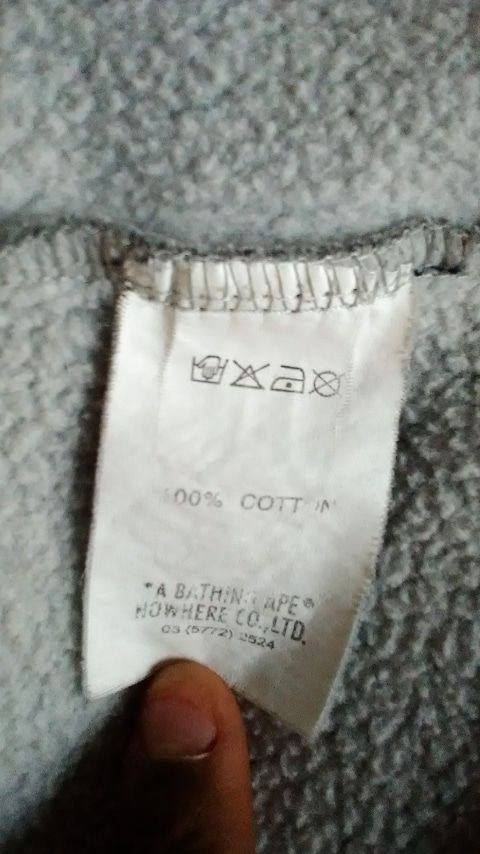 100% COTTON
"A BATHING APE®"
NOWHERE CO.,LTD.
03 (5772) 2524